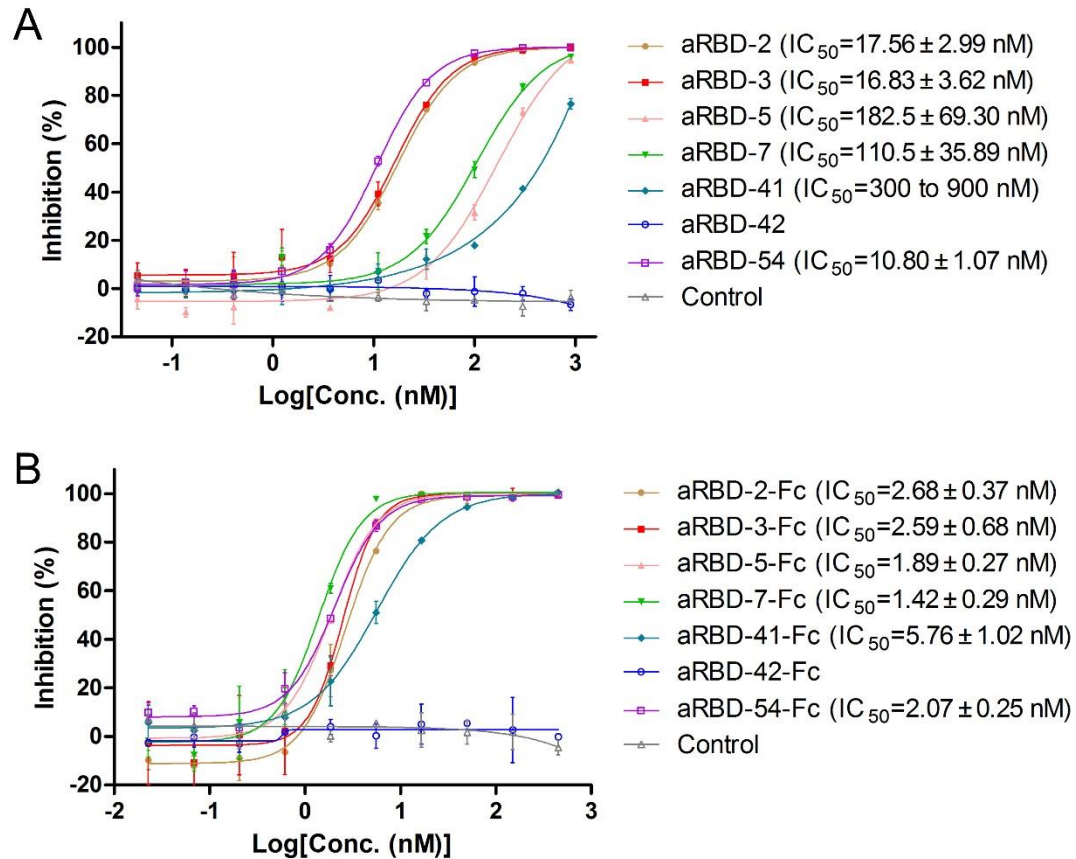 A
100
80
60
40
20
0
-20
Inhibition (%)
-1 0 1 2 3
Log[Conc. (nM)]
aRBD-2 (IC50=17.56±2.99 nM)
aRBD-3 (IC50=16.83±3.62 nM)
aRBD-5 (IC50=182.5±69.30 nM)
aRBD-7 (IC50=110.5±35.89 nM)
aRBD-41 (IC50=300 to 900 nM)
aRBD-42
aRBD-54 (IC50=10.80±1.07 nM)
Control
B
100
80
60
40
20
0
-20
Inhibition (%)
-2 -1 0 1 2 3
Log[Conc. (nM)]
aRBD-2-Fc (IC50=2.68±0.37 nM)
aRBD-3-Fc (IC50=2.59±0.68 nM)
aRBD-5-Fc (IC50=1.89±0.27 nM)
aRBD-7-Fc (IC50=1.42±0.29 nM)
aRBD-41-Fc (IC50=5.76±1.02 nM)
aRBD-42-Fc
aRBD-54-Fc (IC50=2.07±0.25 nM)
Control